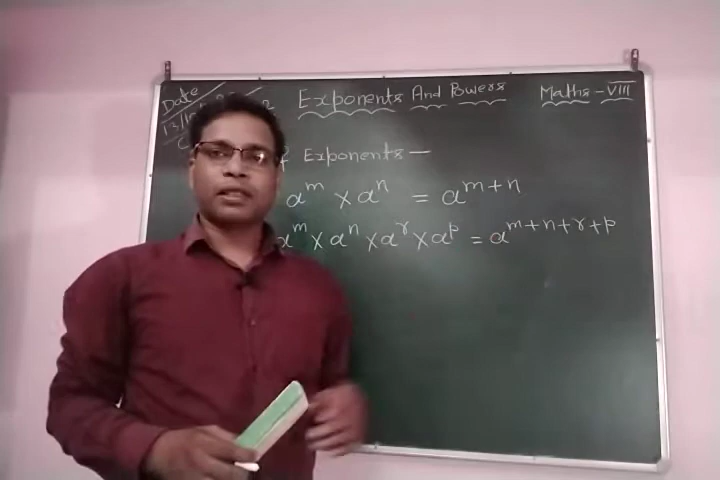 Date
Exponents And Powers
Maths - VIII
Exponents —
a^m × a^n = a^{m+n}
a^m × a^n × a^r × a^p = a^{m+n+r+p}